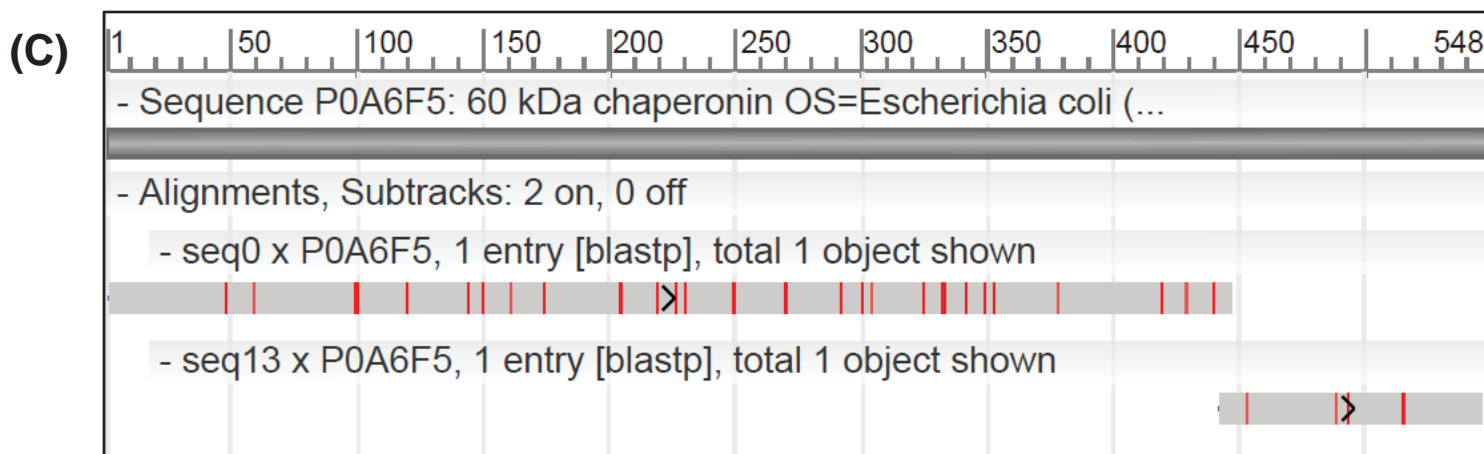 (C)
1 50 100 150 200 250 300 350 400 450 548
- Sequence P0A6F5: 60 kDa chaperonin OS=Escherichia coli (...
- Alignments, Subtracks: 2 on, 0 off
- seq0 x P0A6F5, 1 entry [blastp], total 1 object shown
- seq13 x P0A6F5, 1 entry [blastp], total 1 object shown